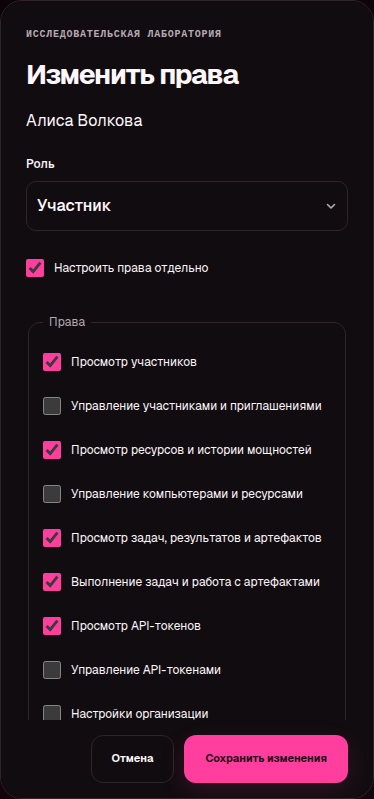 ИССЛЕДОВАТЕЛЬСКАЯ ЛАБОРАТОРИЯ
Изменить права
Алиса Волкова
Роль
Участник
Настроить права отдельно
Права
Просмотр участников
Управление участниками и приглашениями
Просмотр ресурсов и истории мощностей
Управление компьютерами и ресурсами
Просмотр задач, результатов и артефактов
Выполнение задач и работа с артефактами
Просмотр API-токенов
Управление API-токенами
Настройки организации
Отмена
Сохранить изменения